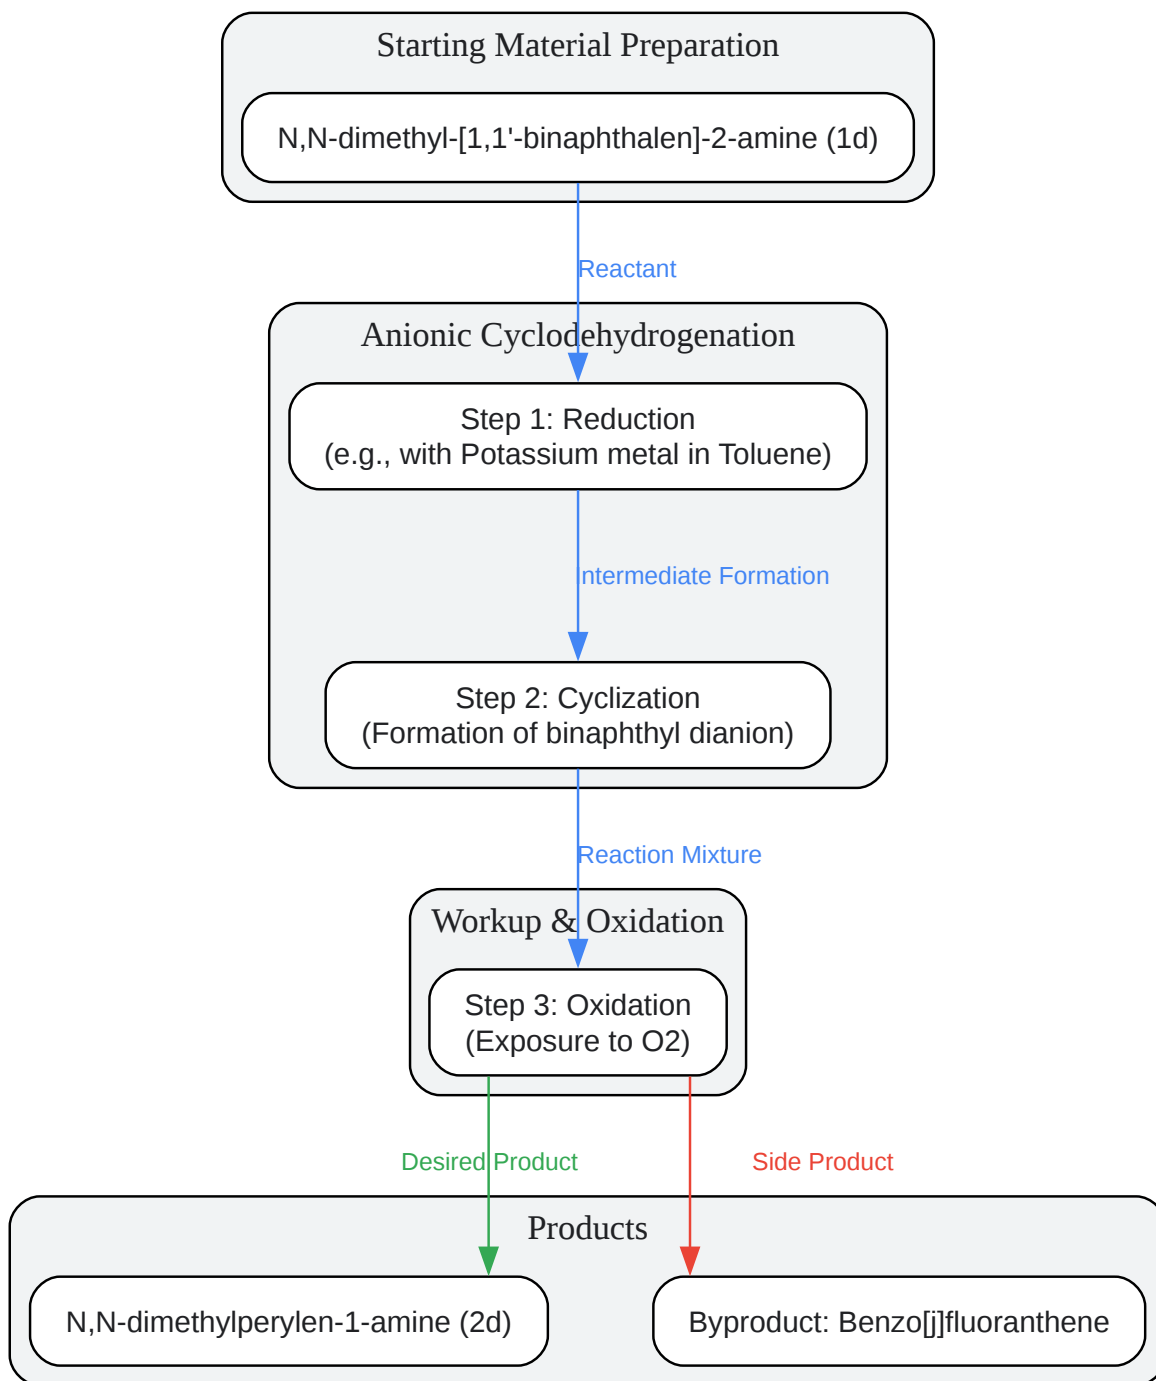 Starting Material Preparation
N,N-dimethyl-[1,1'-binaphthalen]-2-amine (1d)
Reactant
Anionic Cyclodehydrogenation
Step 1: Reduction
(e.g., with Potassium metal in Toluene)
Intermediate Formation
Step 2: Cyclization
(Formation of binaphthyl dianion)
Reaction Mixture
Workup & Oxidation
Step 3: Oxidation
(Exposure to O2)
Desired Product
Side Product
Products
N,N-dimethylperylen-1-amine (2d)
Byproduct: Benzo[j]fluoranthene